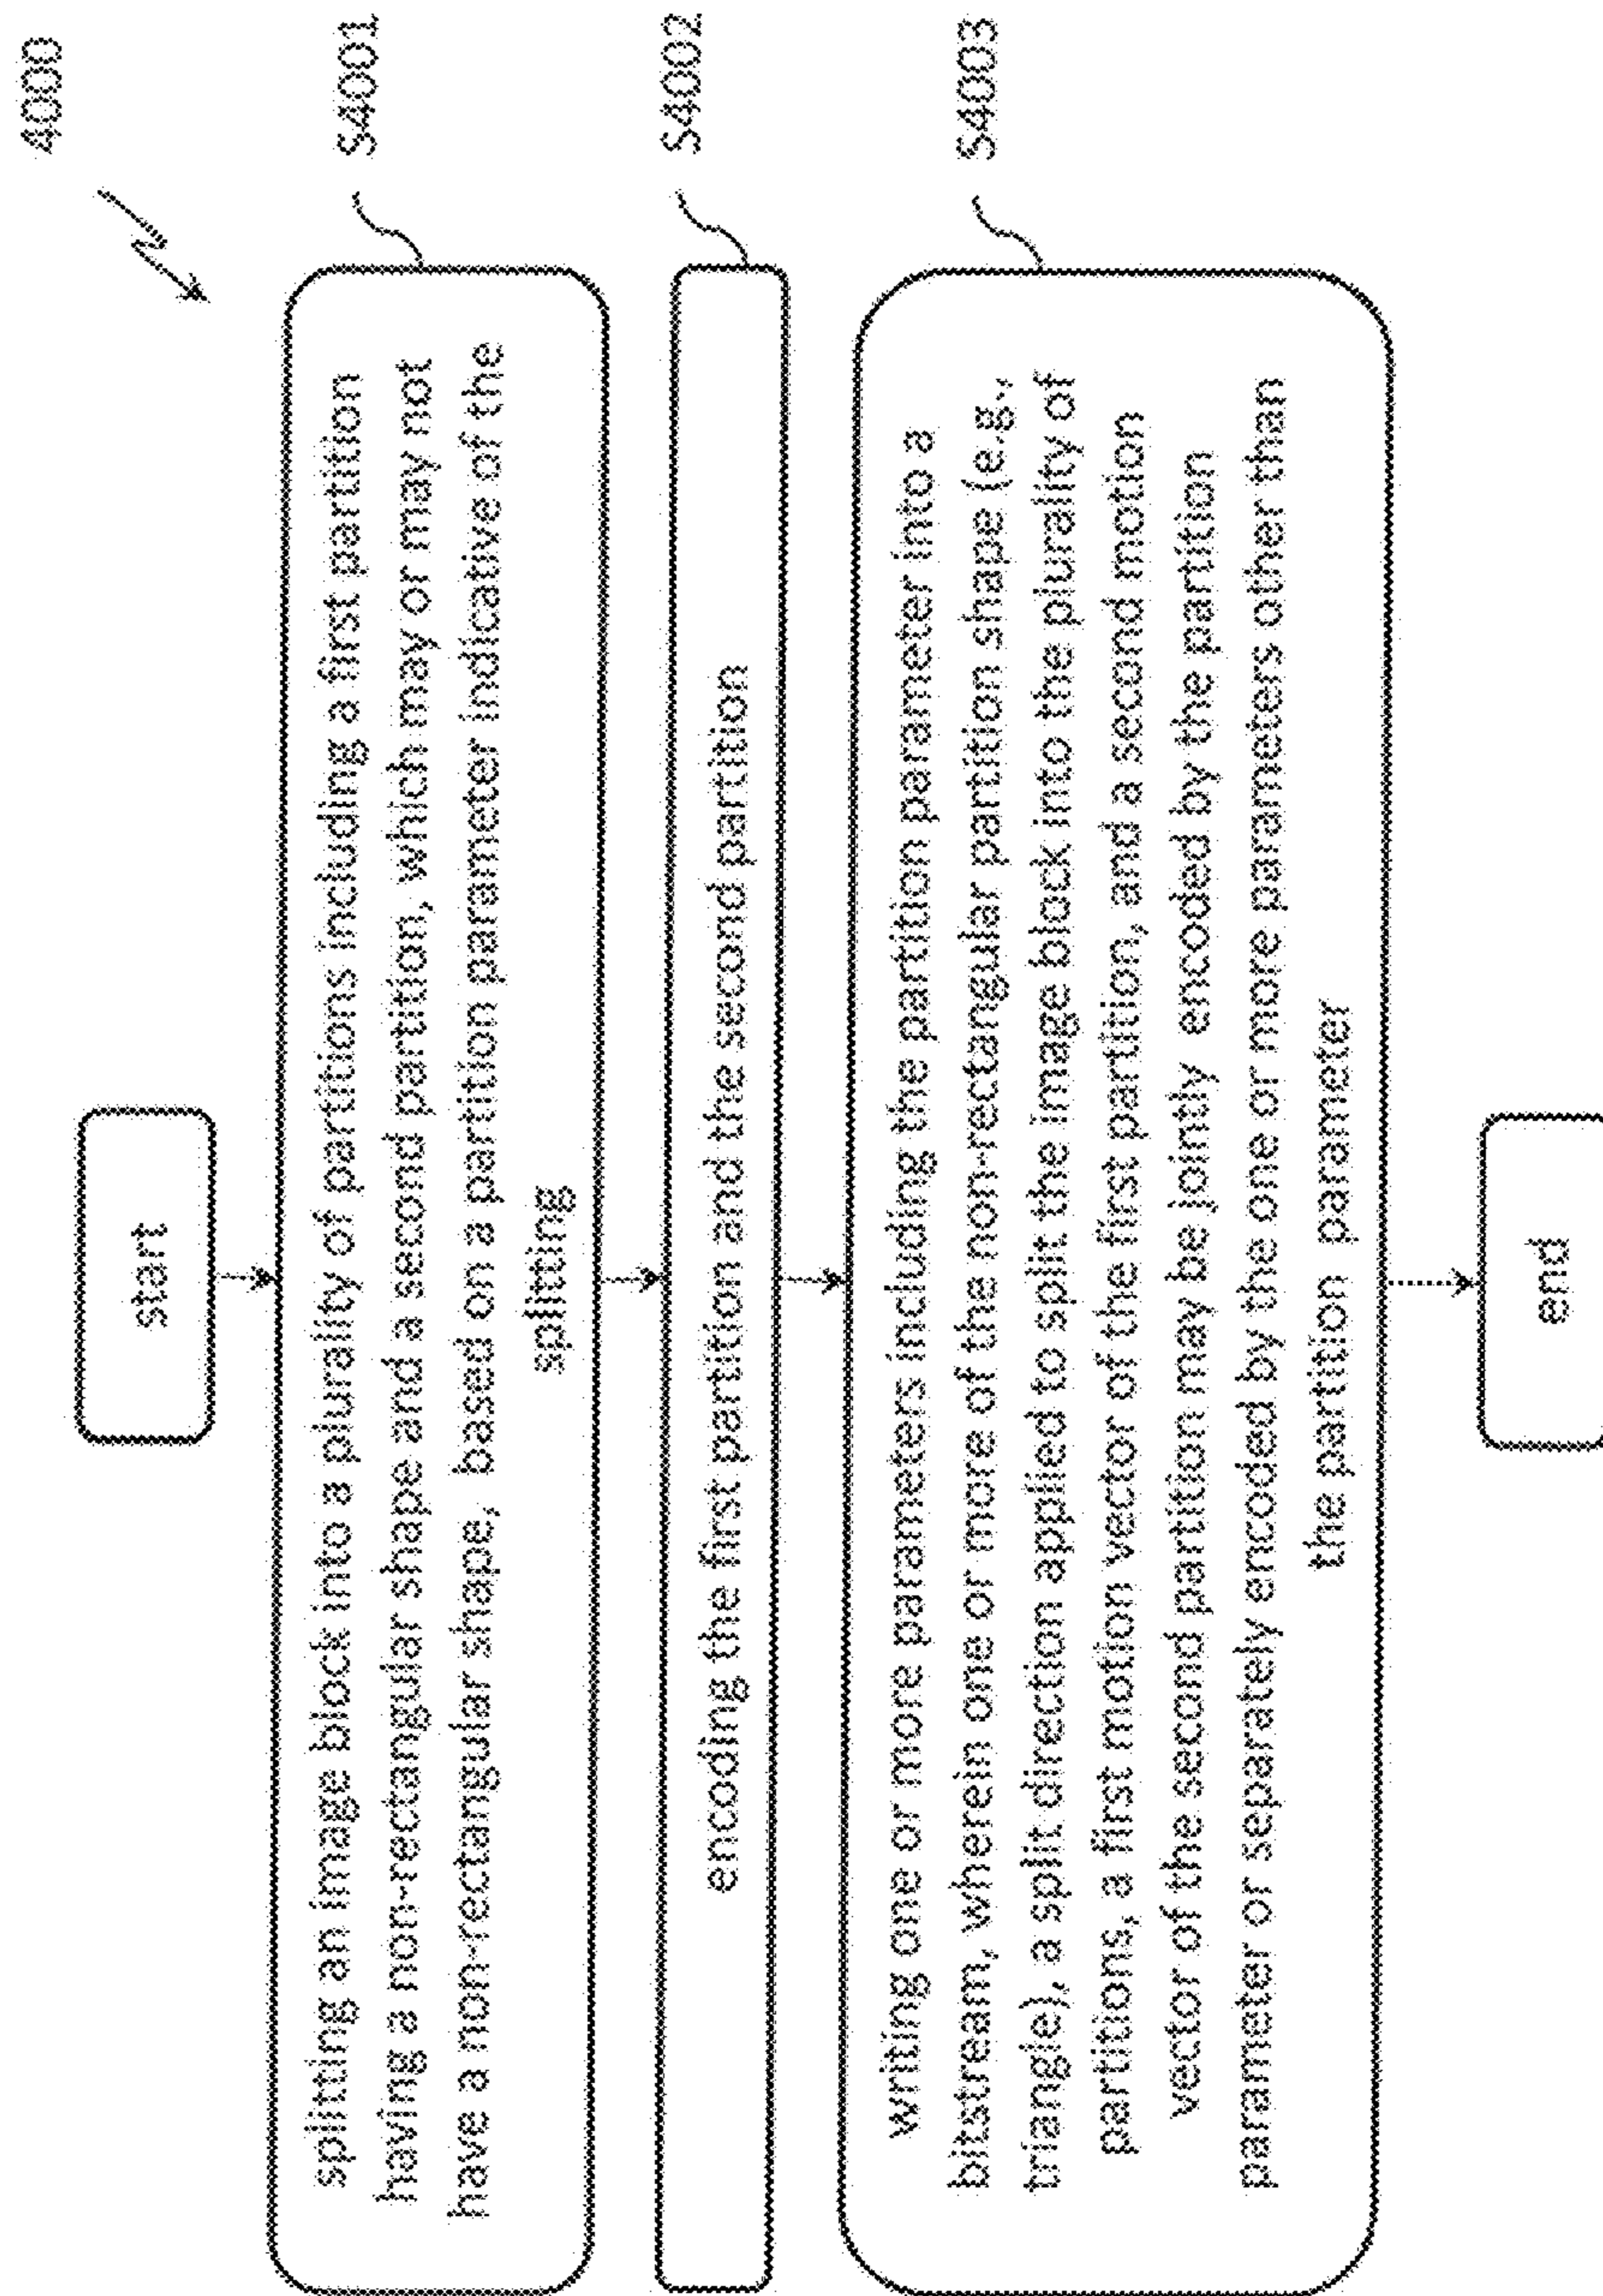 4000
start
S4001
splitting an image block into a plurality of partitions including a first partition
having a non-rectangular shape and a second partition, which may or may not
have a non-rectangular shape, based on a partition parameter indicative of the
splitting
S4002
encoding the first partition and the second partition
S4003
writing one or more parameters including the partition parameter into a
bitstream, wherein one or more of the non-rectangular partition shape (e.g.,
triangle), a split direction applied to split the image block into the plurality of
partitions, a first motion vector of the first partition, and a second motion
vector of the second partition may be jointly encoded by the partition
parameter or separately encoded by the one or more parameters other than
the partition parameter
end